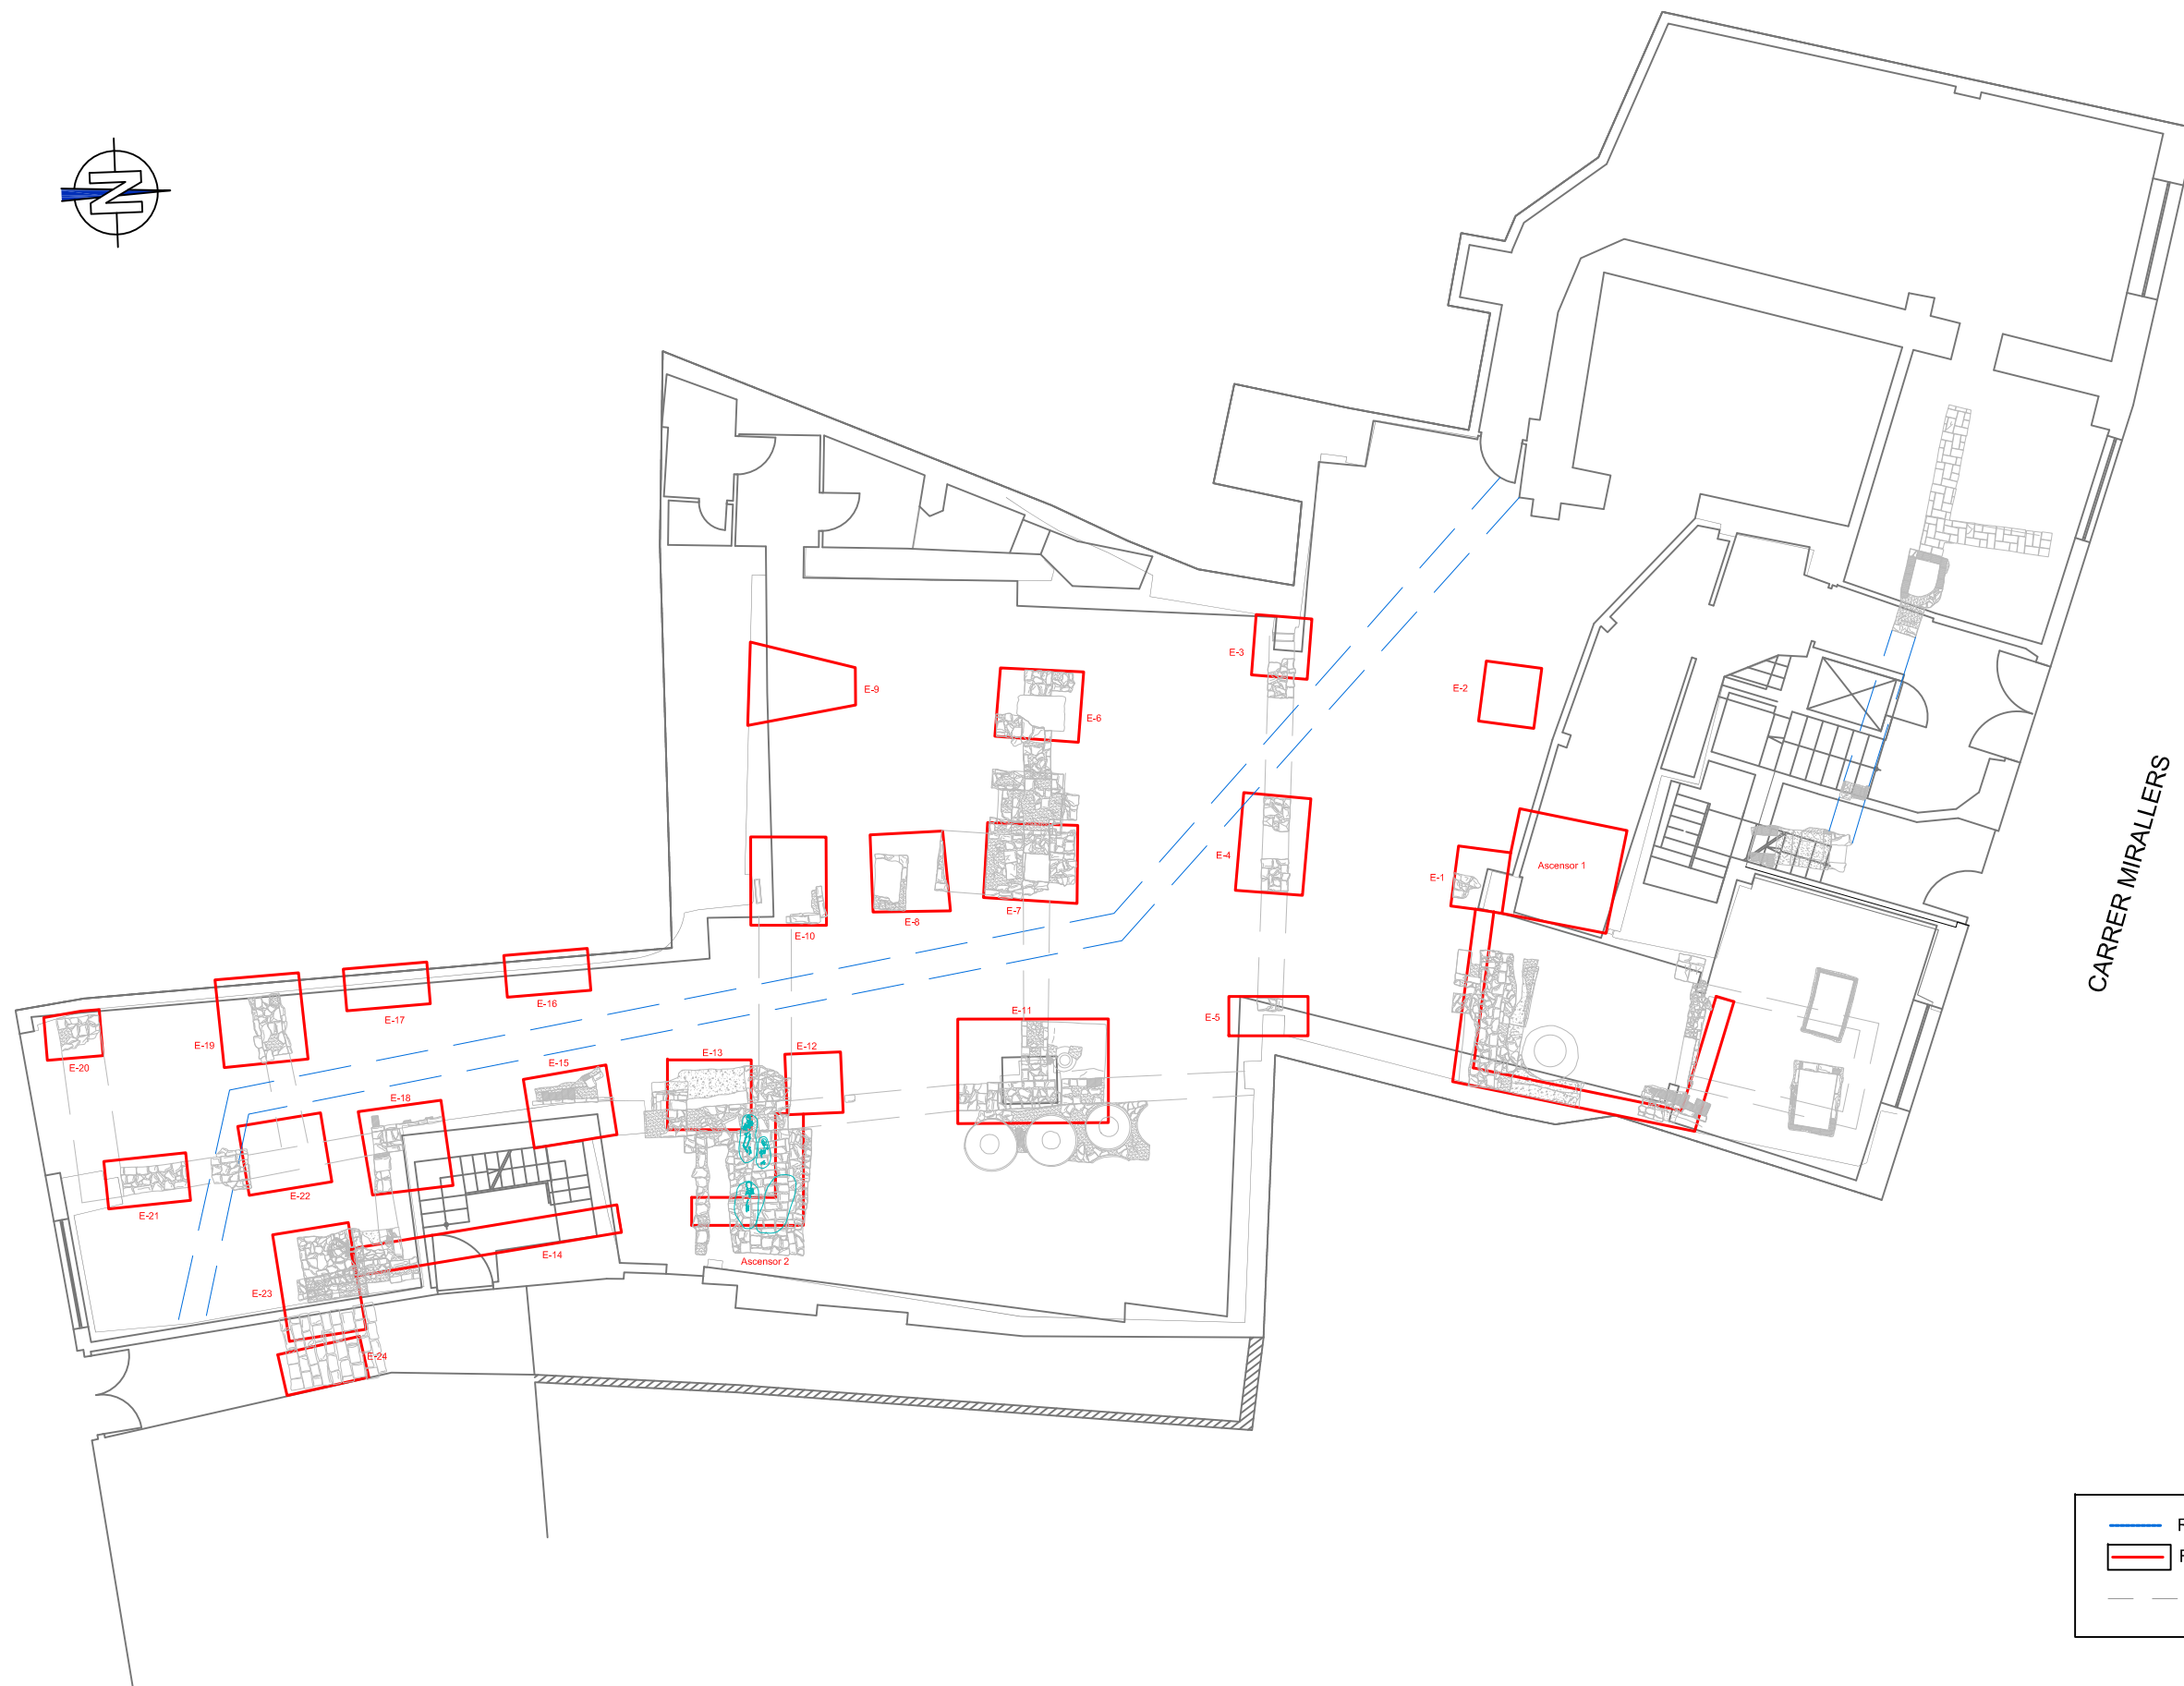 N
E-3
E-2
E-9
E-6
CARRER MIRALLERS
E-4
Ascensor 1
E-1
E-7
E-8
E-10
E-16
E-11
E-5
E-17
E-19
E-12
E-13
E-15
E-20
E-18
E-22
E-21
E-14
Ascensor 2
E-23
E-24